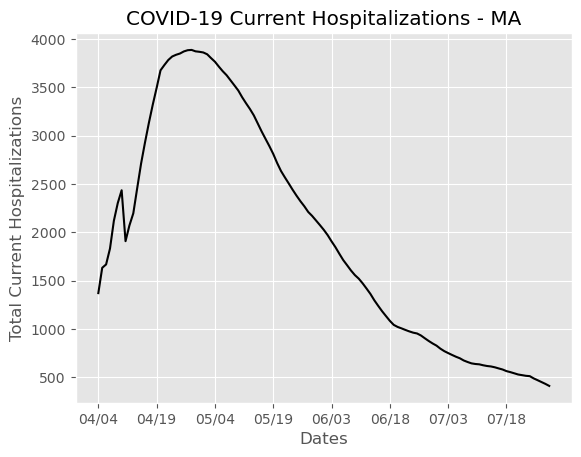 COVID-19 Current Hospitalizations - MA
Total Current Hospitalizations
4000
3500
3000
2500
2000
1500
1000
500
04/04 04/19 05/04 05/19 06/03 06/18 07/03 07/18
Dates